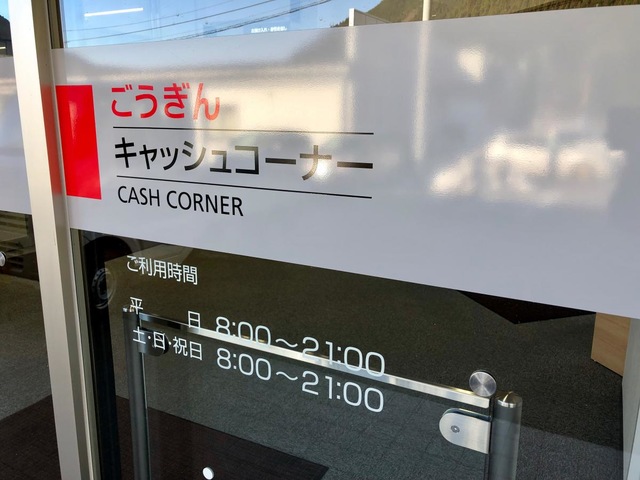 ごうぎん
キャッシュコーナー
CASH CORNER
ご利用時間
平日 8:00～21:00
土・日・祝日 8:00～21:00